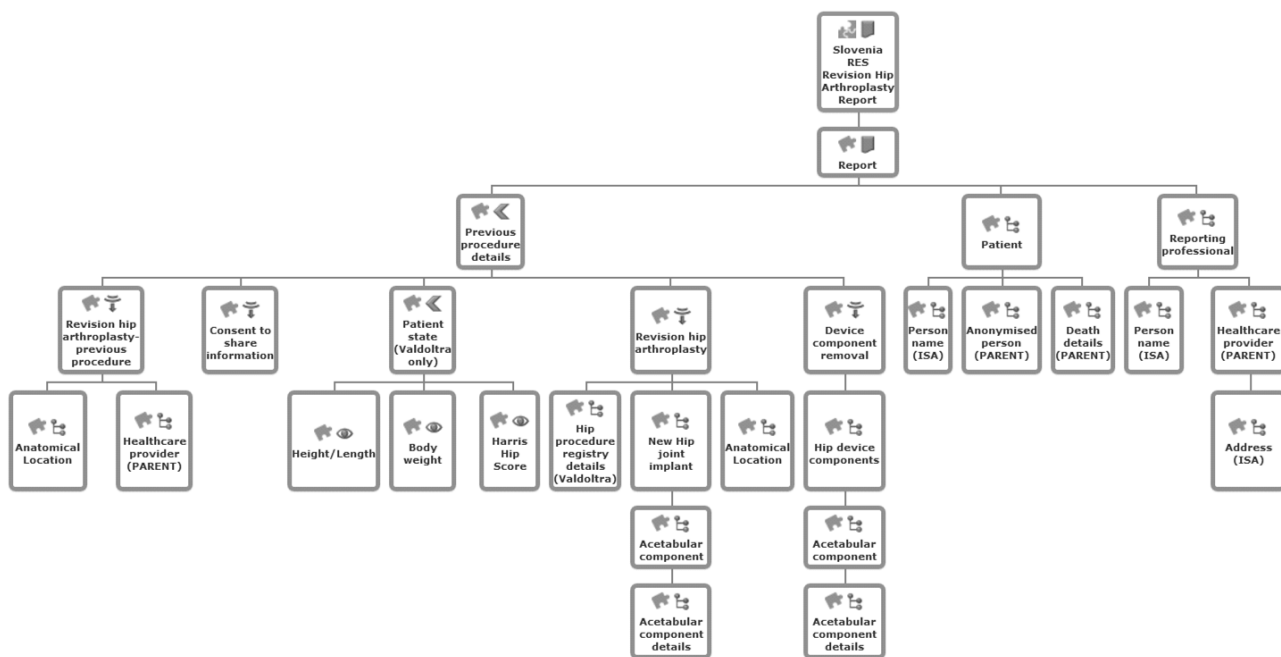 Slovenia
RES
Revision Hip
Arthroplasty
Report
Report
Previous
procedure
details
Patient
Reporting
professional
Revision hip
arthroplasty-
previous
procedure
Consent to
share
information
Patient
state
(Valdoltra
only)
Revision hip
arthroplasty
Device
component
removal
Person
name
(ISA)
Anonymised
person
(PARENT)
Death
details
(PARENT)
Person
name
(ISA)
Healthcare
provider
(PARENT)
Anatomical
Location
Healthcare
provider
(PARENT)
Height/Length
Body
weight
Harris
Hip
Score
Hip
procedure
registry
details
(Valdoltra)
New Hip
joint
implant
Anatomical
Location
Hip device
components
Address
(ISA)
Acetabular
component
Acetabular
component
Acetabular
component
details
Acetabular
component
details